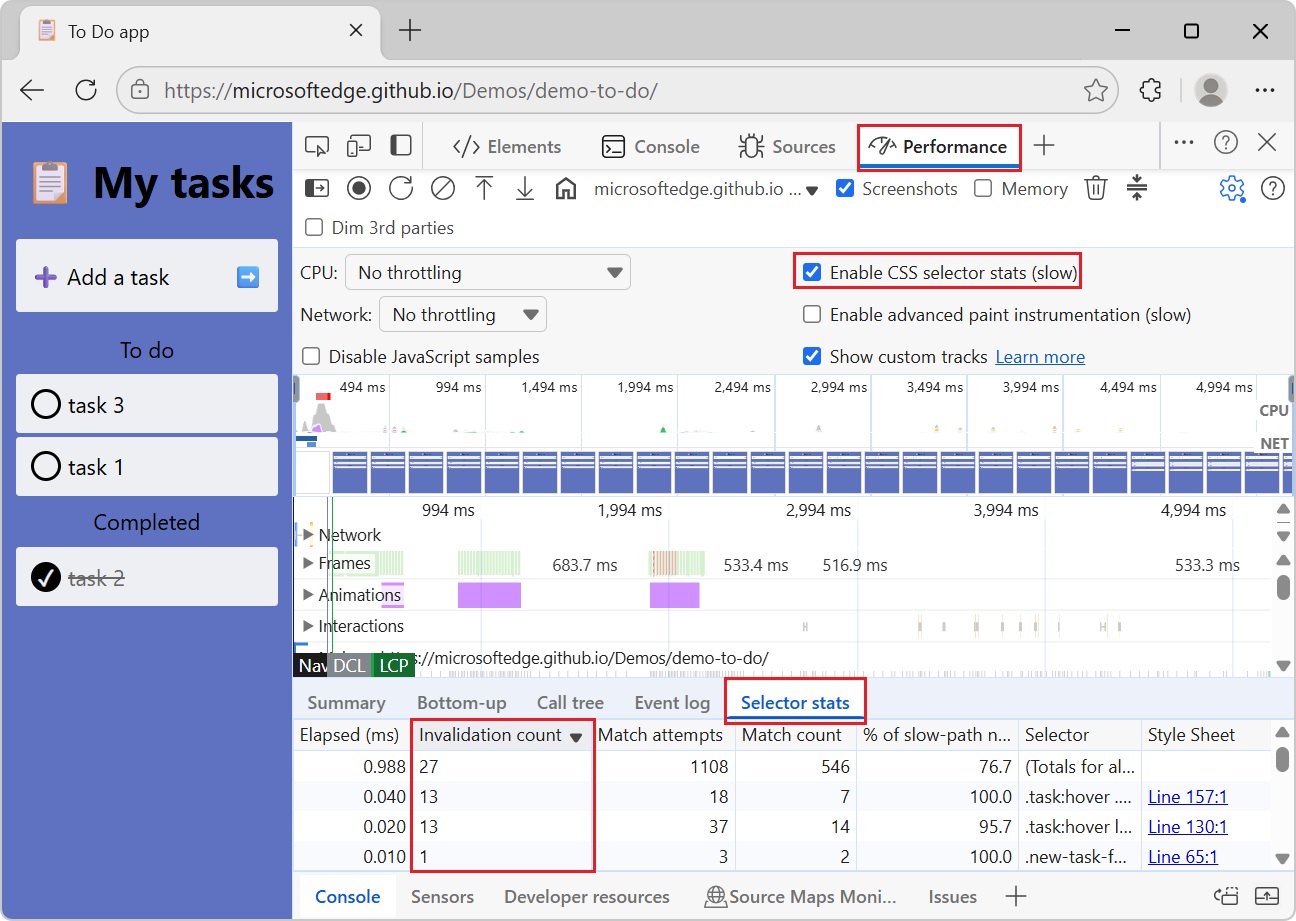 To Do app
https://microsoftedge.github.io/Demos/demo-to-do/
My tasks
Add a task
To do
task 3
task 1
Completed
task 2
Elements Console Sources Performance
microsoftedge.github.io ... Screenshots Memory
Dim 3rd parties
CPU: No throttling Enable CSS selector stats (slow)
Network: No throttling Enable advanced paint instrumentation (slow)
Disable JavaScript samples Show custom tracks Learn more
494 ms 994 ms 1,494 ms 1,994 ms 2,494 ms 2,994 ms 3,494 ms 3,994 ms 4,494 ms 4,994 ms
CPU
NET
994 ms 1,994 ms 2,994 ms 3,994 ms 4,994 ms
Network
Frames 683.7 ms 533.4 ms 516.9 ms 533.3 ms
Animations
Interactions
Nav DCL LCP ://microsoftedge.github.io/Demos/demo-to-do/
Summary Bottom-up Call tree Event log Selector stats
Elapsed (ms) Invalidation count Match attempts Match count % of slow-path n... Selector Style Sheet
0.988 27 1108 546 76.7 (Totals for al...
0.040 13 18 7 100.0 .task:hover .... Line 157:1
0.020 13 37 14 95.7 .task:hover l... Line 130:1
0.010 1 3 2 100.0 .new-task-f... Line 65:1
Console Sensors Developer resources Source Maps Moni... Issues